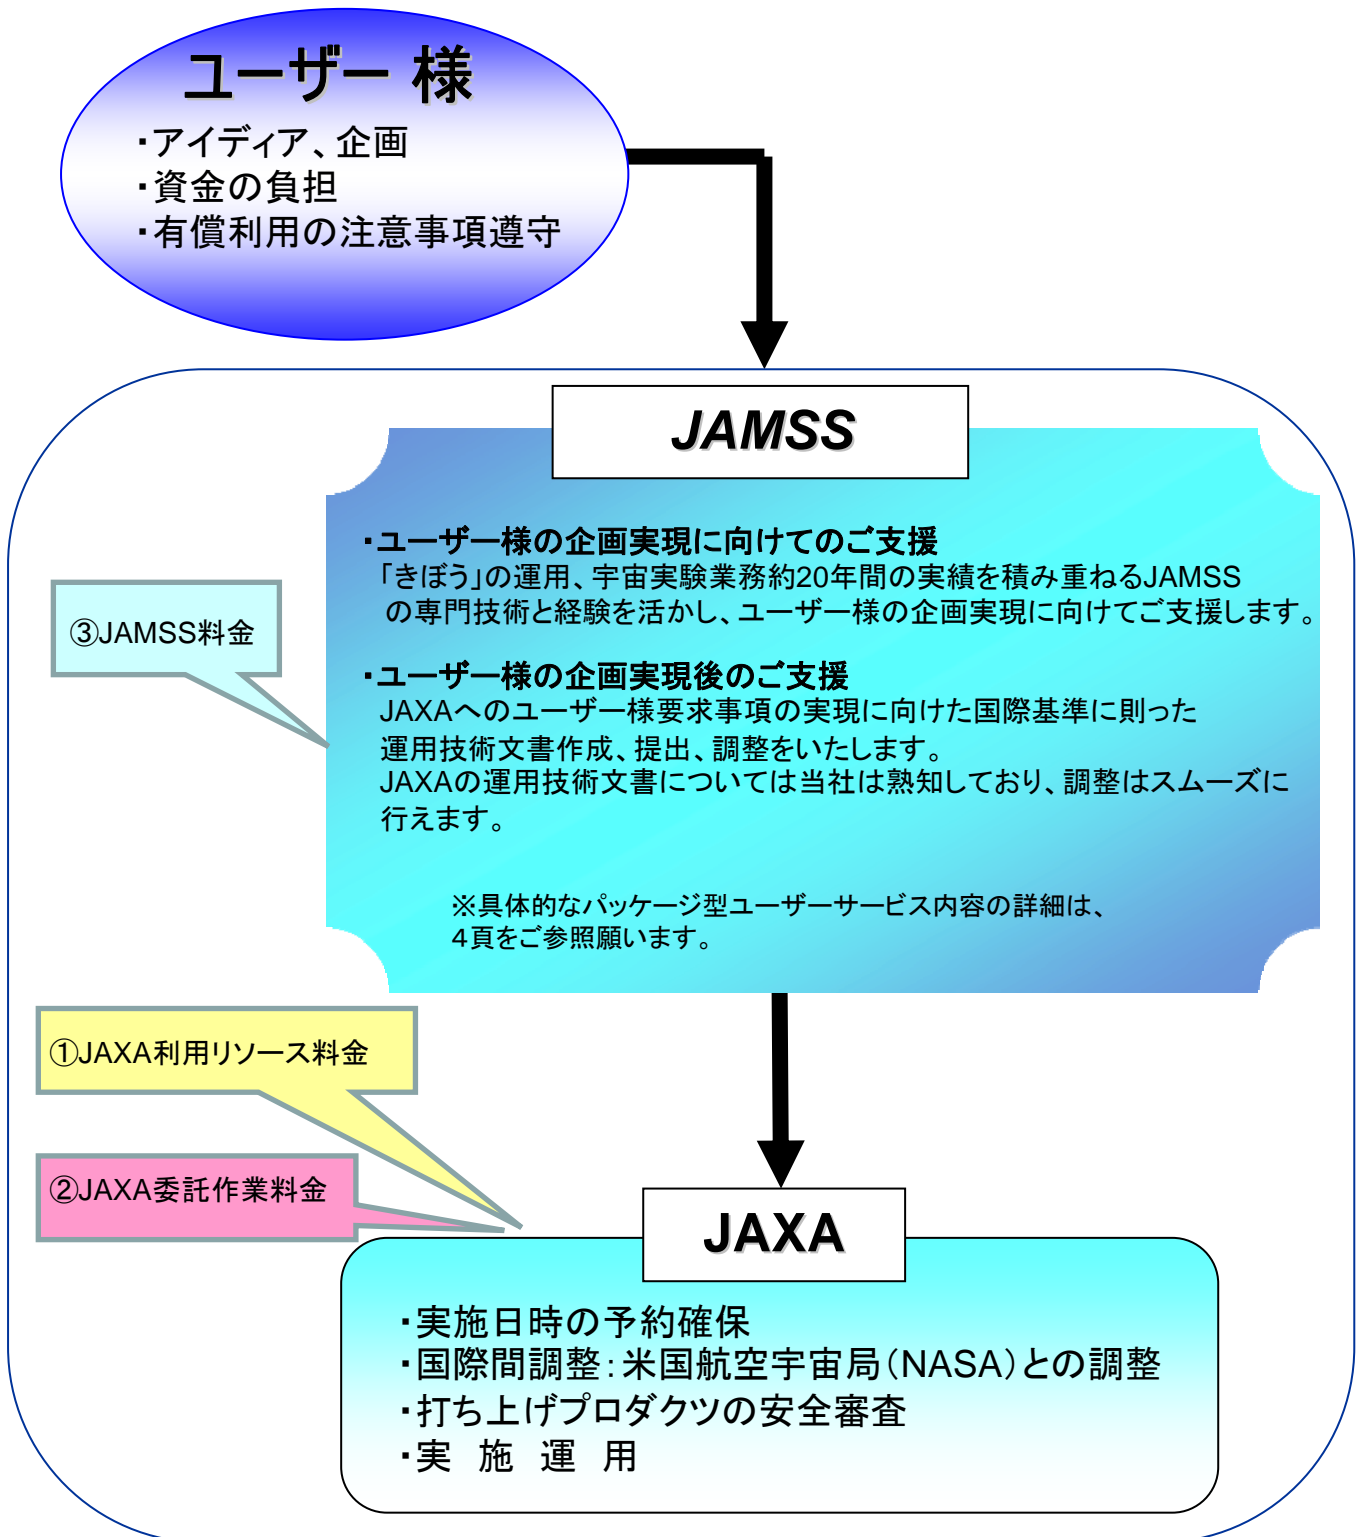 ユーザー 様
・アイディア、企画
・資金の負担
・有償利用の注意事項遵守
JAMSS
・ユーザー様の企画実現に向けてのご支援
「きぼう」の運用、宇宙実験業務約20年間の実績を積み重ねるJAMSS
の専門技術と経験を活かし、ユーザー様の企画実現に向けてご支援します。
③JAMSS料金
・ユーザー様の企画実現後のご支援
JAXAへのユーザー様要求事項の実現に向けた国際基準に則った
運用技術文書作成、提出、調整をいたします。
JAXAの運用技術文書については当社は熟知しており、調整はスムーズに
行えます。
※具体的なパッケージ型ユーザーサービス内容の詳細は、
４頁をご参照願います。
①JAXA利用リソース料金
②JAXA委託作業料金
JAXA
・実施日時の予約確保
・国際間調整：米国航空宇宙局（NASA）との調整
・打ち上げプロダクツの安全審査
・実　施　運　用